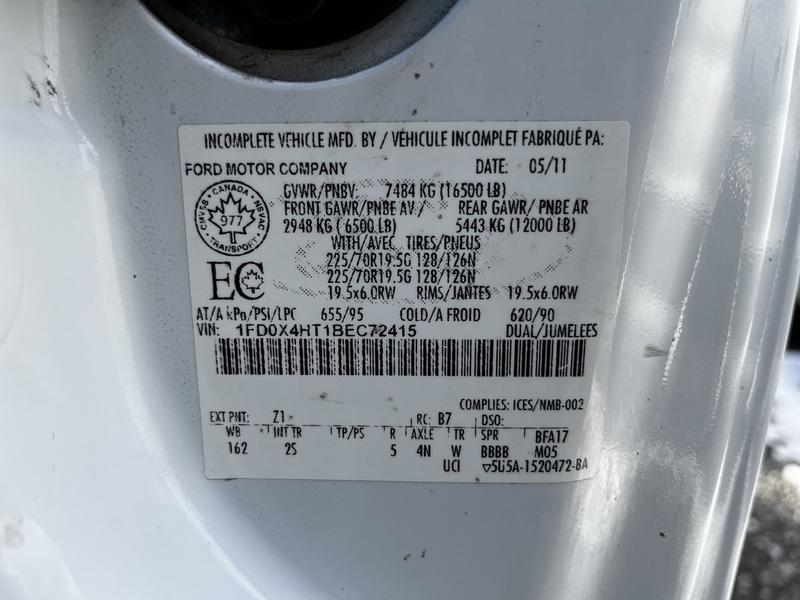 INCOMPLETE VEHICLE MFD. BY / VÉHICULE INCOMPLET FABRIQUÉ PA:
FORD MOTOR COMPANY DATE: 05/11
GVWR/PNBV: 7484 KG (16500 LB)
FRONT GAWR/PNBE AV / REAR GAWR/ PNBE AR
2948 KG ( 6500 LB) 5443 KG (12000 LB)
WITH/AVEC TIRES/PNEUS
225/70R19.5G 128/126N
225/70R19.5G 128/126N
19.5x6.0RW RIMS/JANTES 19.5x6.0RW
CANADA
CMVSS NSVAC
977
TRANSPORT
EC
AT/A kPa/PSI/LPC 655/95 COLD/A FROID 620/90
VIN: 1FD0X4HT1BEC72415 DUAL/JUMELEES
COMPLIES: ICES/NMB-002
EXT PNT: Z1 RC: B7 DSO:
WB INT TR TP/PS R AXLE TR SPR BFA17
162 2S 5 4N W BBBB M05
UCI ▽5U5A-1520472-BA